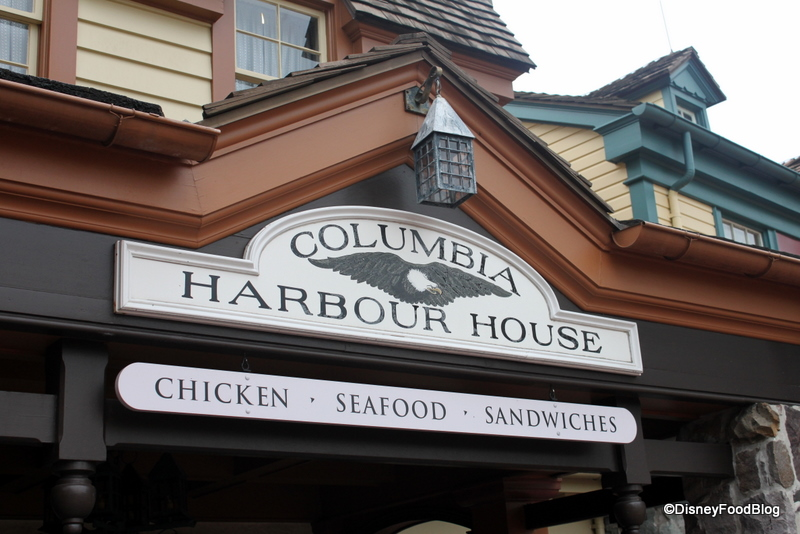 COLUMBIA
HARBOUR HOUSE
CHICKEN · SEAFOOD · SANDWICHES
©DisneyFoodBlog